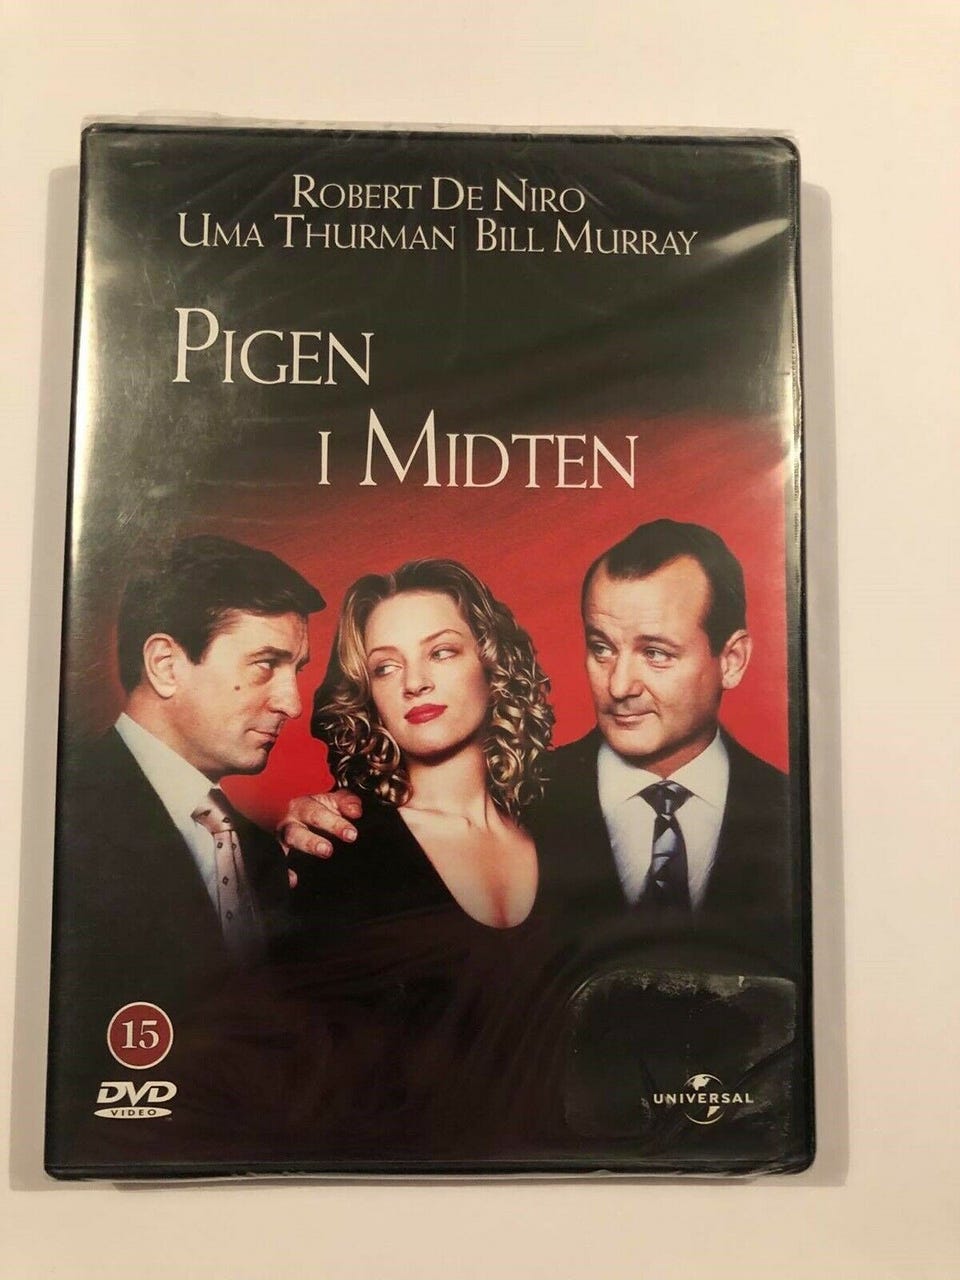 ROBERT DE NIRO
UMA THURMAN BILL MURRAY
PIGEN
I MIDTEN
15
DVD
VIDEO
UNIVERSAL